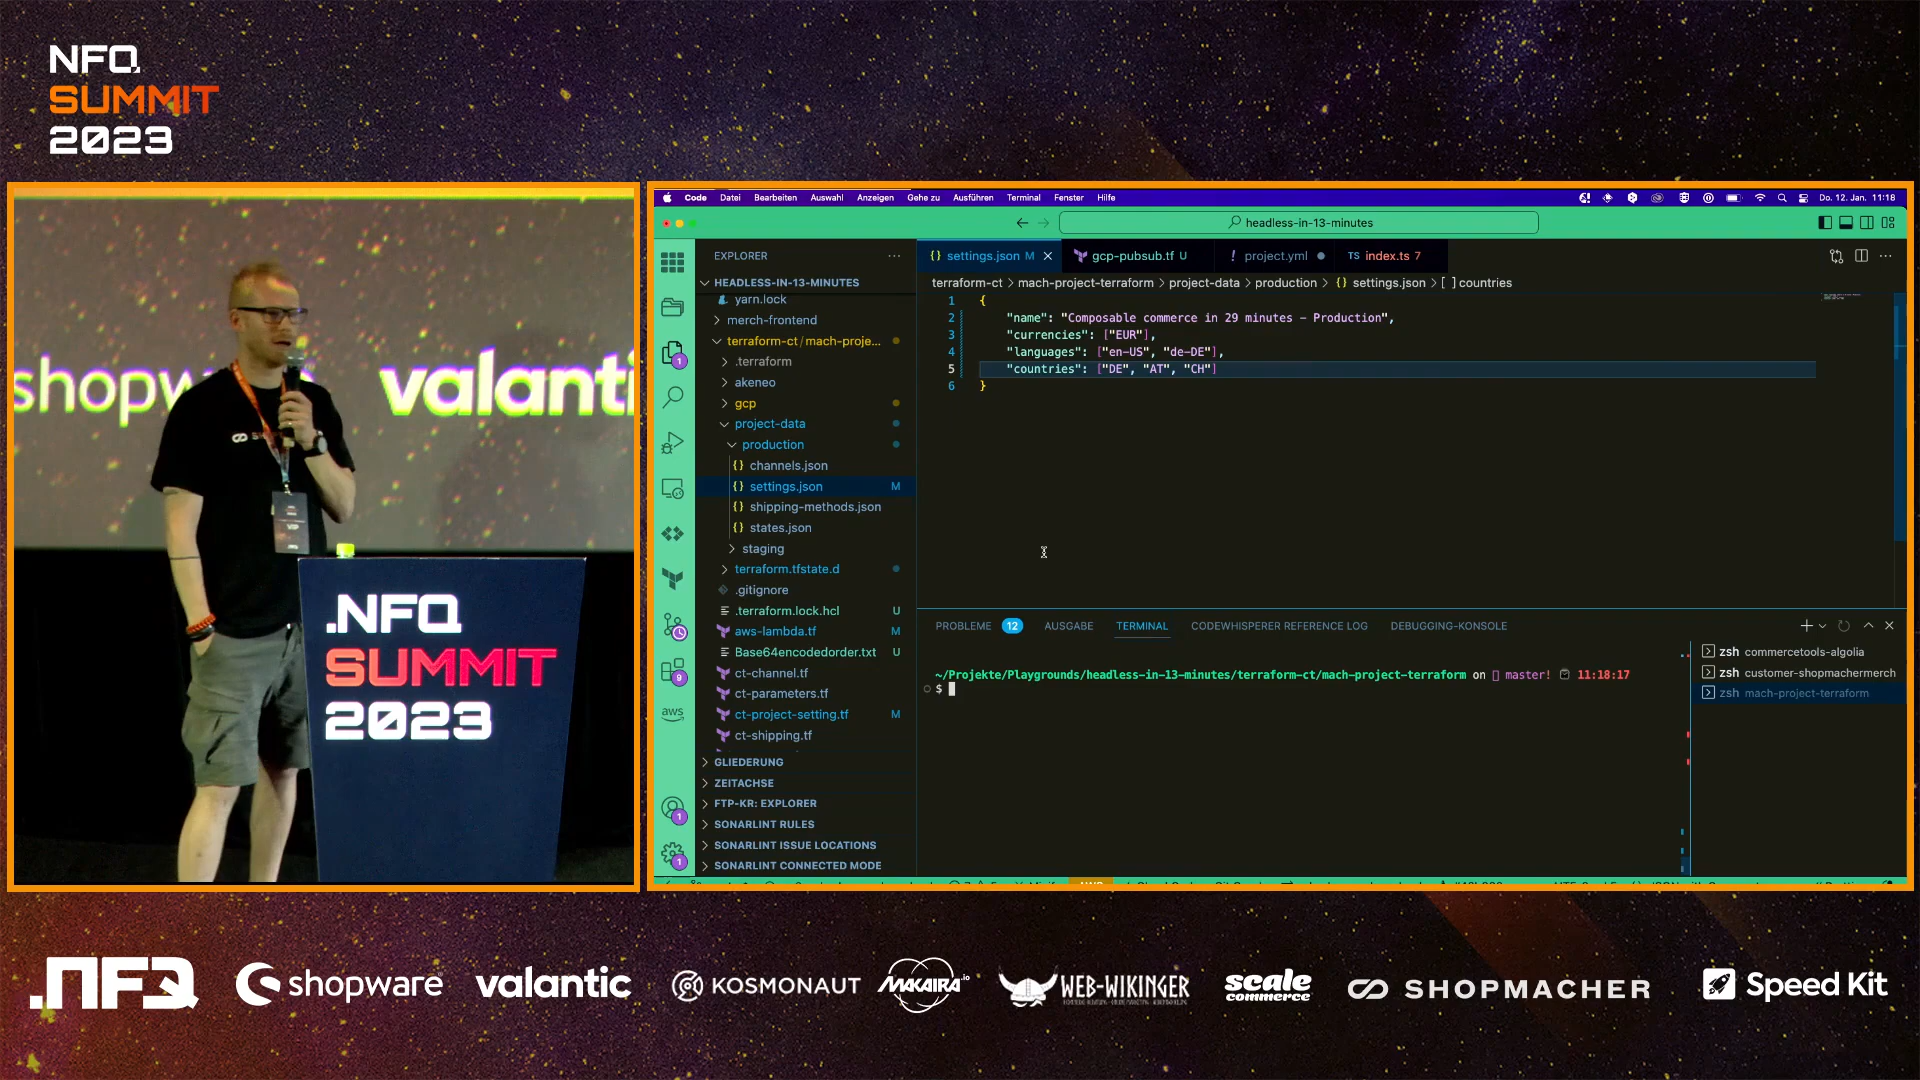 NFQ
SUMMIT
2023
shopw
valanti
.NFQ
SUMMIT
2023
Code Datei Bearbeiten Auswahl Anzeigen Gehe zu Ausführen Terminal Fenster Hilfe
Do. 12. Jan. 11:18
headless-in-13-minutes
EXPLORER
HEADLESS-IN-13-MINUTES
yarn.lock
merch-frontend
terraform-ct/mach-proje...
.terraform
akeneo
gcp
project-data
production
channels.json
settings.json M
shipping-methods.json
states.json
staging
terraform.tfstate.d
.gitignore
.terraform.lock.hcl U
aws-lambda.tf M
Base64encodedorder.txt U
ct-channel.tf
ct-parameters.tf
ct-project-setting.tf M
ct-shipping.tf
GLIEDERUNG
ZEITACHSE
FTP-KR: EXPLORER
SONARLINT RULES
SONARLINT ISSUE LOCATIONS
SONARLINT CONNECTED MODE
1
9
aws
1
1
{} settings.json M
gcp-pubsub.tf U
! project.yml
TS index.ts 7
terraform-ct > mach-project-terraform > project-data > production > {} settings.json > [ ] countries
1 {
2 "name": "Composable commerce in 29 minutes - Production",
3 "currencies": ["EUR"],
4 "languages": ["en-US", "de-DE"],
5 "countries": ["DE", "AT", "CH"]
6 }
PROBLEME 12 AUSGABE TERMINAL CODEWHISPERER REFERENCE LOG DEBUGGING-KONSOLE
~/Projekte/Playgrounds/headless-in-13-minutes/terraform-ct/mach-project-terraform on master! 11:18:17
$
zsh commercetools-algolia
zsh customer-shopmachermerch
zsh mach-project-terraform
.NFQ
shopware
valantic
KOSMONAUT
MAKAIRA.io
WEB-WIKINGER
scale
commerce
SHOPMACHER
Speed Kit